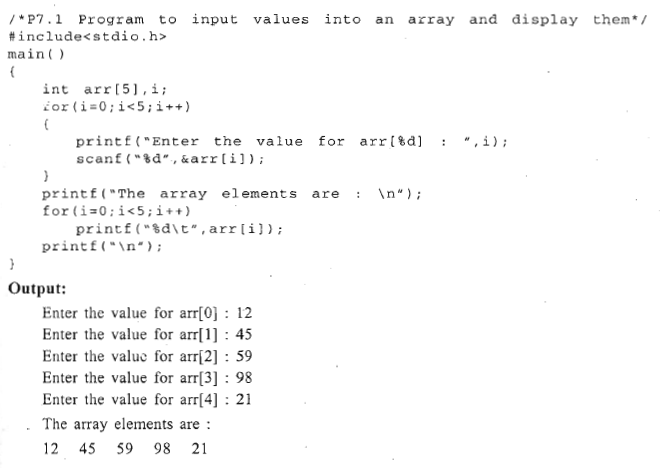 /*P7.1 Program to input values into an array and display them*/
#include<stdio.h>
main( )
{
    int arr[5],i;
    for(i=0;i<5;i++)
    {
        printf("Enter the value for arr[%d] : ",i);
        scanf("%d",&arr[i]);
    }
    printf("The array elements are : \n");
    for(i=0;i<5;i++)
        printf("%d\t",arr[i]);
    printf("\n");
}
Output:
    Enter the value for arr[0] : 12
    Enter the value for arr[1] : 45
    Enter the value for arr[2] : 59
    Enter the value for arr[3] : 98
    Enter the value for arr[4] : 21
    The array elements are :
    12 45 59 98 21